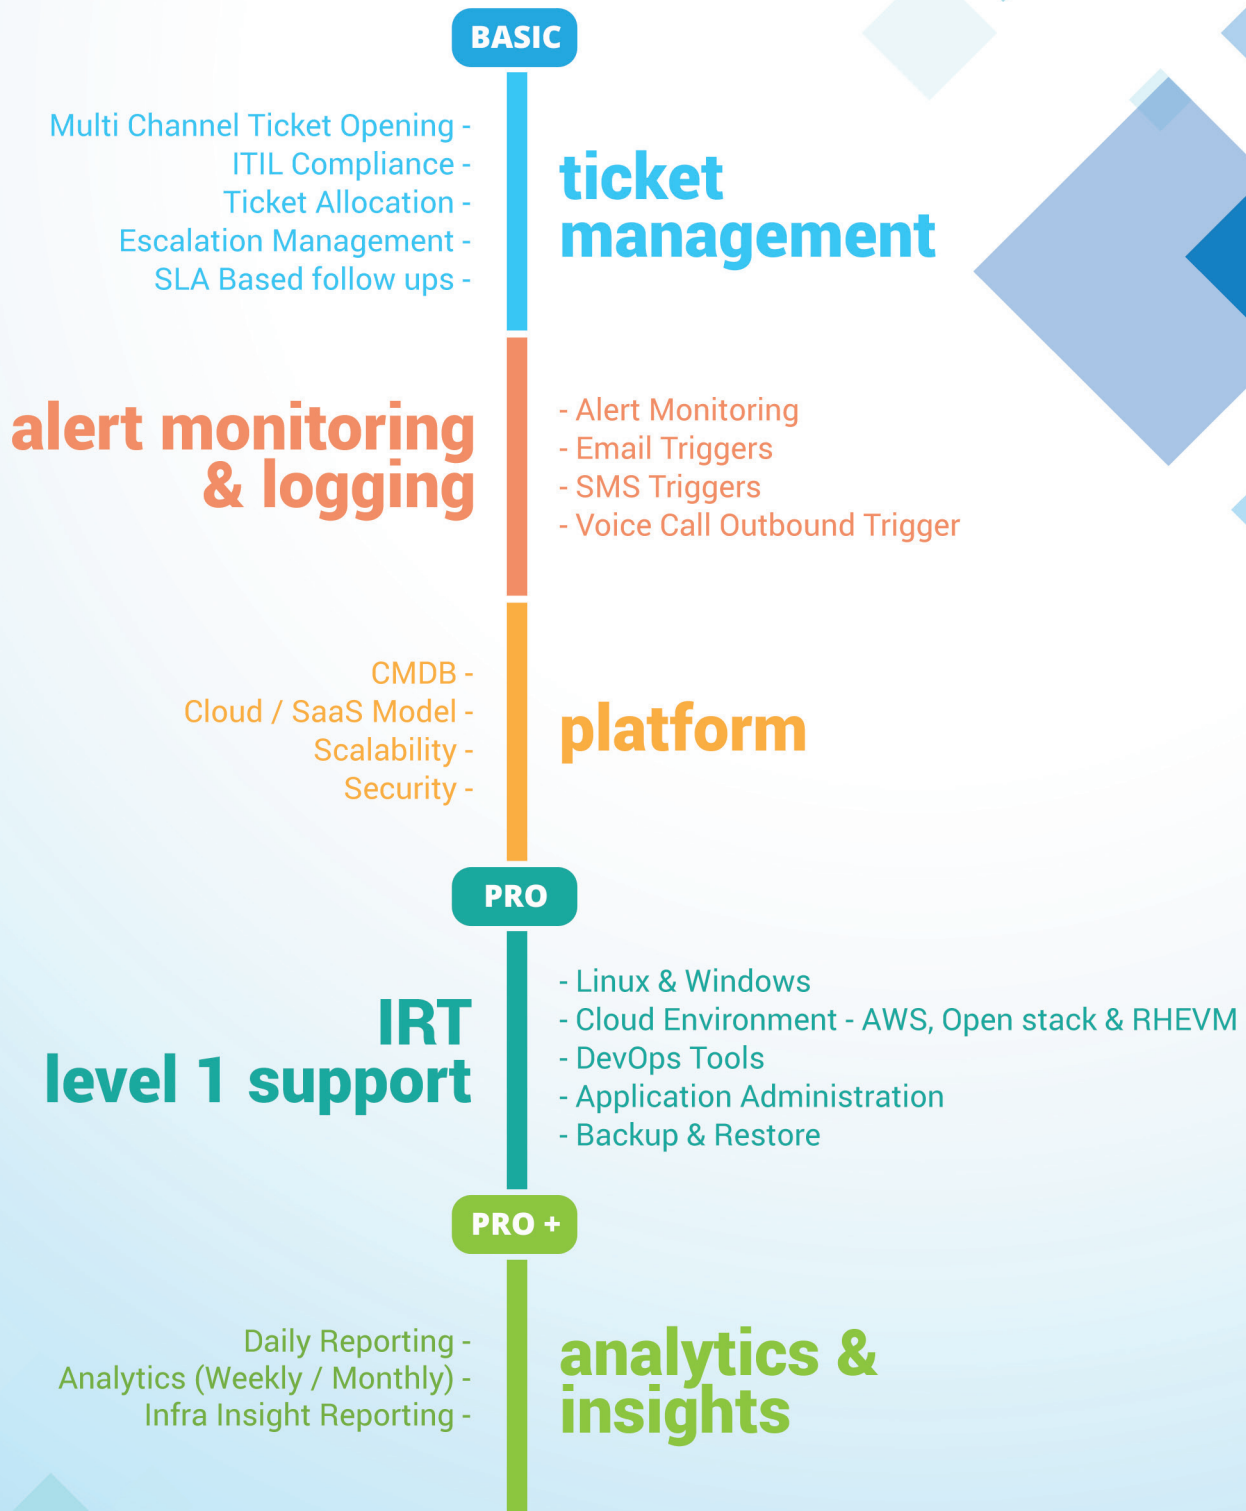 BASIC
Multi Channel Ticket Opening -
ITIL Compliance -
Ticket Allocation -
Escalation Management -
SLA Based follow ups -
ticket
management
alert monitoring
& logging
- Alert Monitoring
- Email Triggers
- SMS Triggers
- Voice Call Outbound Trigger
CMDB -
Cloud / SaaS Model -
Scalability -
Security -
platform
PRO
IRT
level 1 support
- Linux & Windows
- Cloud Environment - AWS, Open stack & RHEVM
- DevOps Tools
- Application Administration
- Backup & Restore
PRO +
Daily Reporting -
Analytics (Weekly / Monthly) -
Infra Insight Reporting -
analytics &
insights